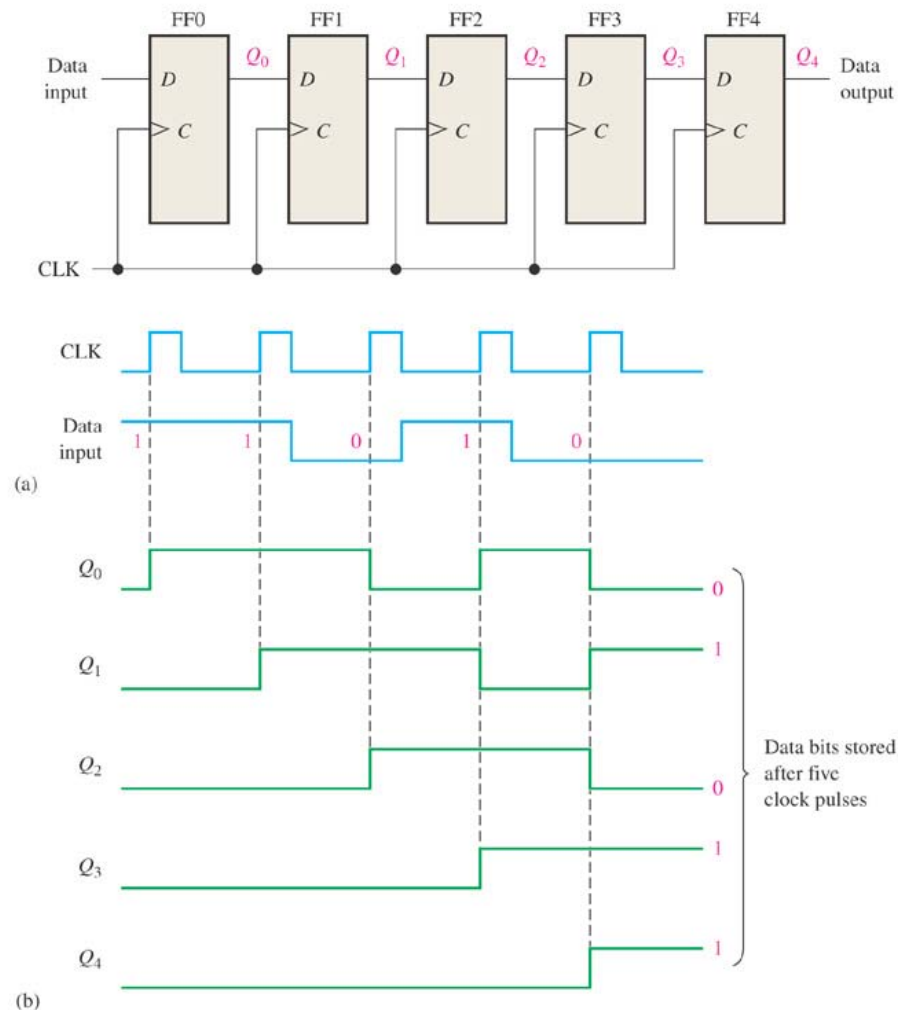 FF0 FF1 FF2 FF3 FF4
Q0 Q1 Q2 Q3 Q4
Data
input
D D D D D
Data
output
C C C C C
CLK
CLK
Data
input
1 1 0 1 0
(a)
Q0
0
Q1
1
Q2
0
Data bits stored
after five
clock pulses
Q3
1
Q4
1
(b)